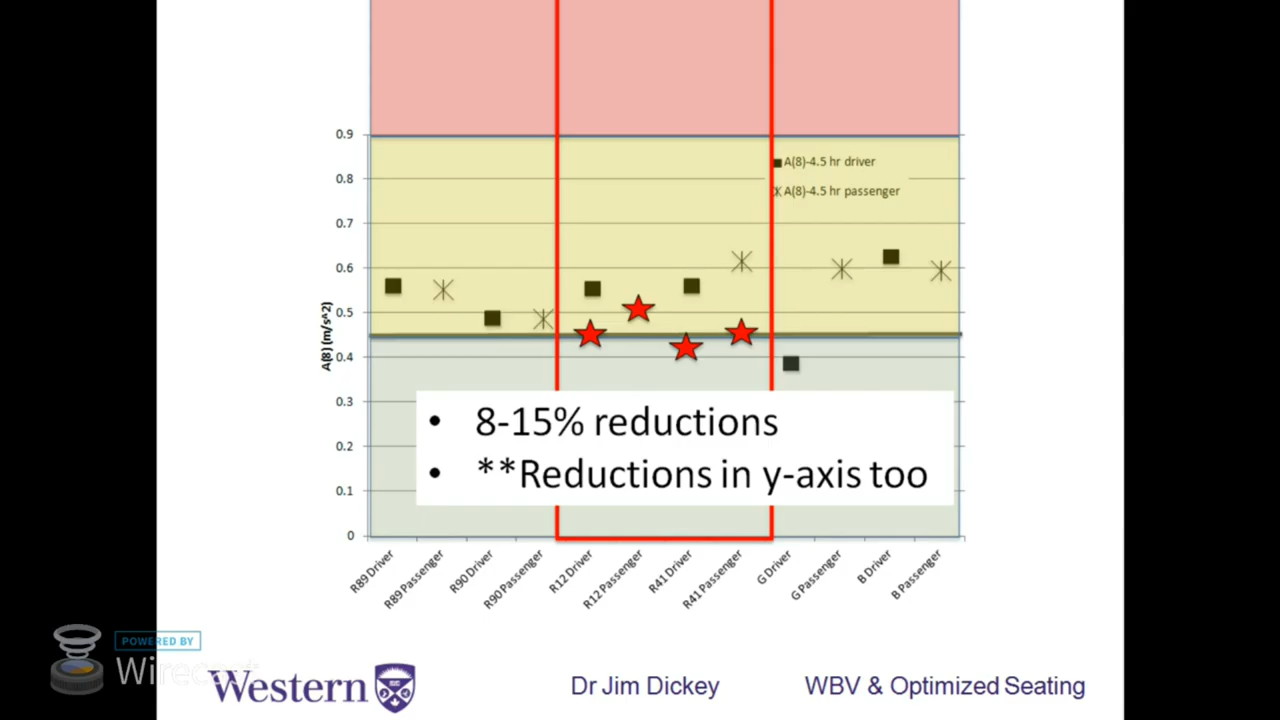 0.9
0.8
0.7
0.6
0.5
0.4
0.3
0.2
0.1
0
A(8) (m/s^2)
A(8)-4.5 hr driver
A(8)-4.5 hr passenger
• 8-15% reductions
• **Reductions in y-axis too
R89 Driver
R89 Passenger
R90 Driver
R90 Passenger
R12 Driver
R12 Passenger
R41 Driver
R41 Passenger
G Driver
G Passenger
B Driver
B Passenger
POWERED BY
Wirecast
Western
Dr Jim Dickey
WBV & Optimized Seating